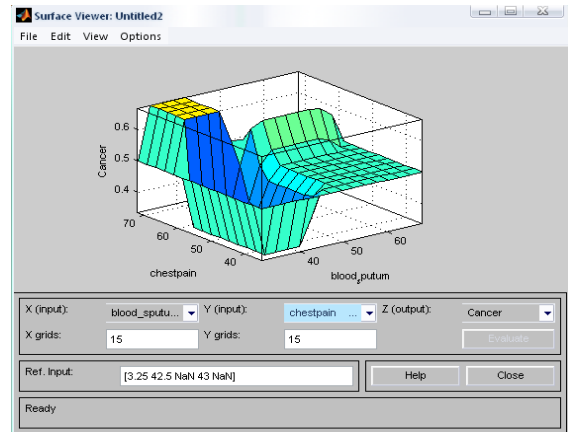 Surface Viewer: Untitled2
File Edit View Options
0.6
0.5
0.4
Cancer
70
60
50
40
chestpain
40
50
60
blood_sputum
X (input):
blood_sputu...
Y (input):
chestpain ...
Z (output):
Cancer
X grids:
15
Y grids:
15
Evaluate
Ref. Input:
[3.25 42.5 NaN 43 NaN]
Help
Close
Ready